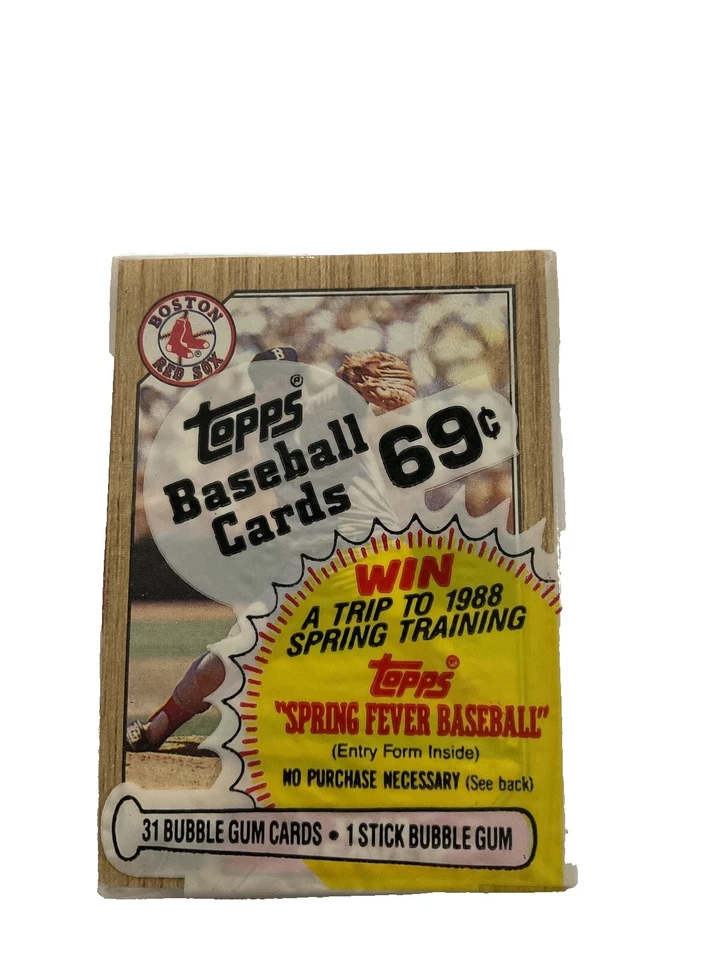 BOSTON
RED SOX
®
B
topps®
Baseball
Cards
69¢
WIN
A TRIP TO 1988
SPRING TRAINING
topps
"SPRING FEVER BASEBALL"
(Entry Form Inside)
NO PURCHASE NECESSARY (See back)
31 BUBBLE GUM CARDS • 1 STICK BUBBLE GUM